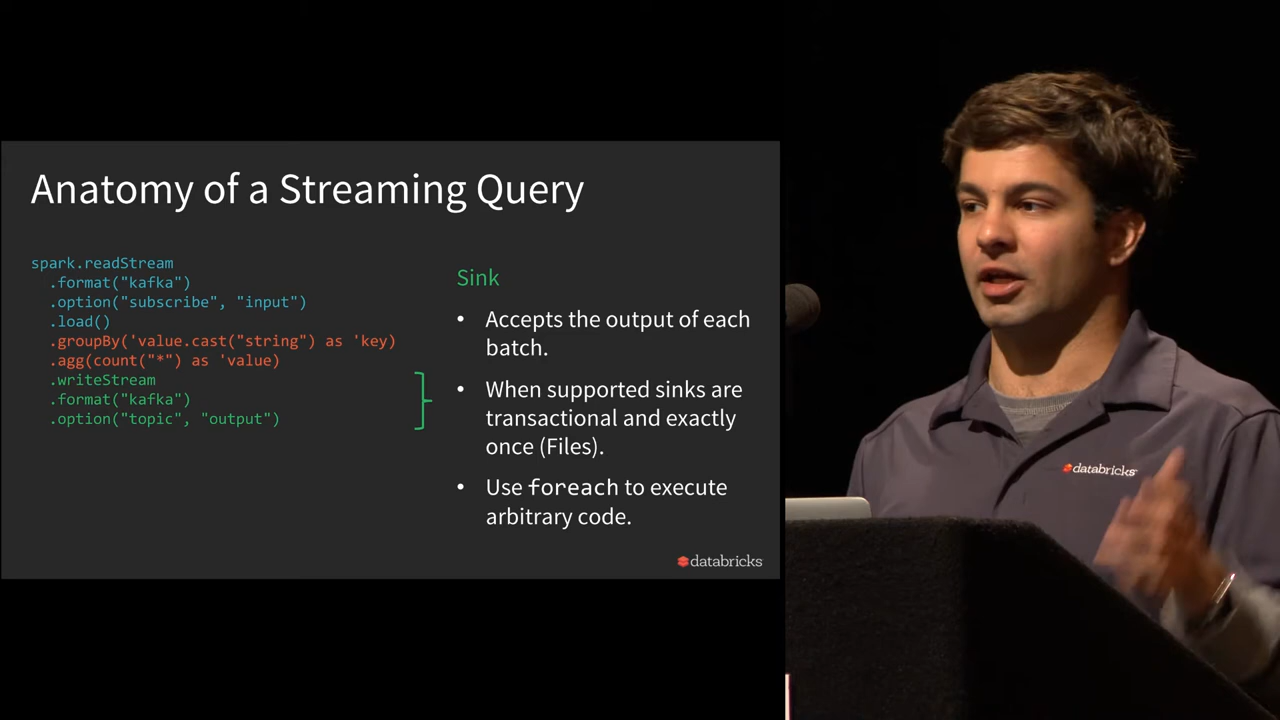 Anatomy of a Streaming Query
spark.readStream
.format("kafka")
.option("subscribe", "input")
.load()
.groupBy('value.cast("string") as 'key)
.agg(count("*") as 'value)
.writeStream
.format("kafka")
.option("topic", "output")
Sink
• Accepts the output of each
batch.
• When supported sinks are
transactional and exactly
once (Files).
• Use foreach to execute
arbitrary code.
databricks
databricks